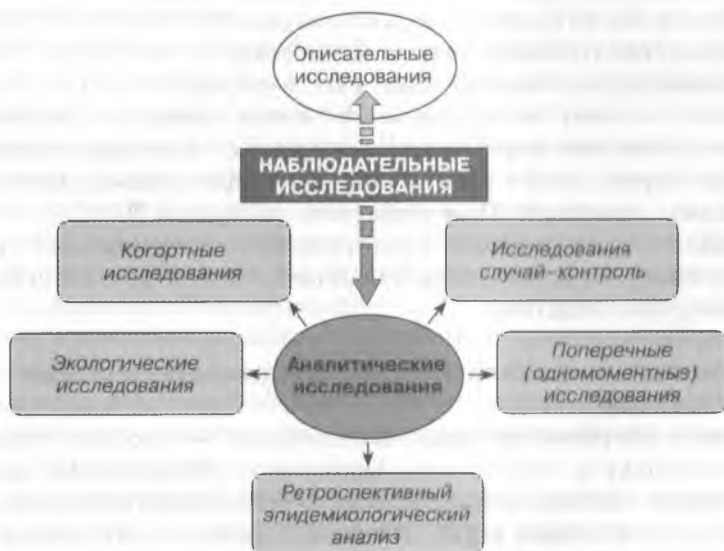 Описательные
исследования
НАБЛЮДАТЕЛЬНЫЕ
ИССЛЕДОВАНИЯ
Когортные
исследования
Исследования
случай-контроль
Экологические
исследования
Аналитические
исследования
Поперечные
(одномоментные)
исследования
Ретроспективный
эпидемиологический
анализ